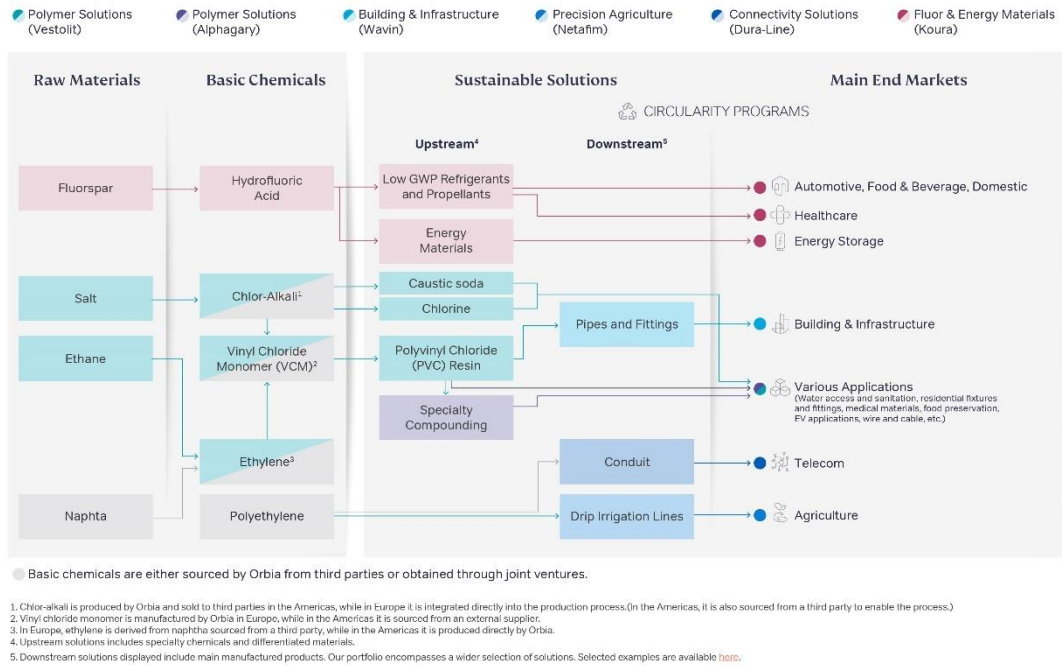 Polymer Solutions
(Vestolit)
Polymer Solutions
(Alphagary)
Building & Infrastructure
(Wavin)
Precision Agriculture
(Netafim)
Connectivity Solutions
(Dura-Line)
Fluor & Energy Materials
(Koura)
Raw Materials
Basic Chemicals
Sustainable Solutions
Main End Markets
CIRCULARITY PROGRAMS
Upstream⁴
Downstream⁵
Fluorspar
Hydrofluoric
Acid
Low GWP Refrigerants
and Propellants
Automotive, Food & Beverage, Domestic
Healthcare
Energy
Materials
Energy Storage
Salt
Chlor-Alkali¹
Caustic soda
Chlorine
Pipes and Fittings
Building & Infrastructure
Ethane
Vinyl Chloride
Monomer (VCM)²
Polyvinyl Chloride
(PVC) Resin
Various Applications
(Water access and sanitation, residential fixtures
and fittings, medical materials, food preservation,
EV applications, wire and cable, etc.)
Specialty
Compounding
Ethylene³
Conduit
Telecom
Naphta
Polyethylene
Drip Irrigation Lines
Agriculture
Basic chemicals are either sourced by Orbia from third parties or obtained through joint ventures.
1. Chlor-alkali is produced by Orbia and sold to third parties in the Americas, while in Europe it is integrated directly into the production process.(In the Americas, it is also sourced from a third party to enable the process.)
2. Vinyl chloride monomer is manufactured by Orbia in Europe, while in the Americas it is sourced from an external supplier.
3. In Europe, ethylene is derived from naphtha sourced from a third party, while in the Americas it is produced directly by Orbia.
4. Upstream solutions includes specialty chemicals and differentiated materials.
5. Downstream solutions displayed include main manufactured products. Our portfolio encompasses a wider selection of solutions. Selected examples are available here.